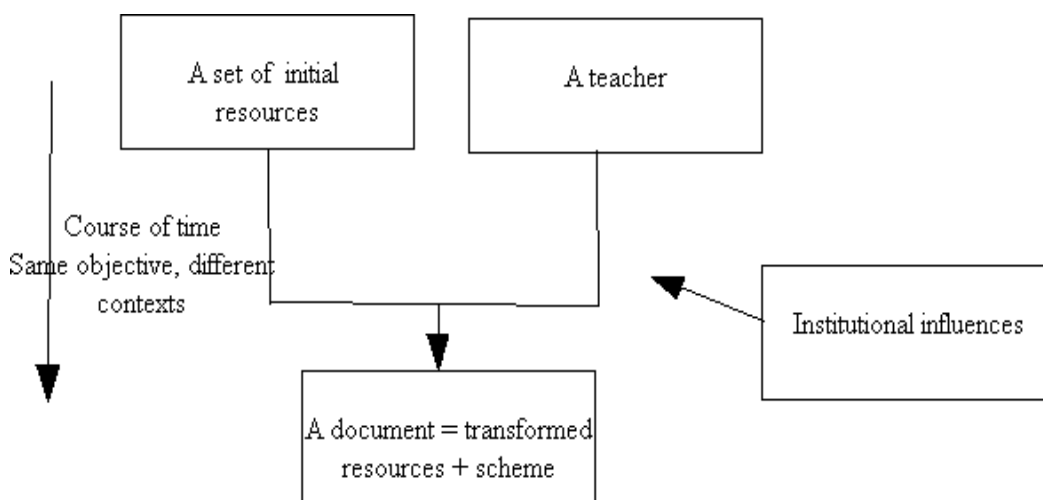 A set of initial
resources
A teacher
Course of time
Same objective, different
contexts
Institutional influences
A document = transformed
resources + scheme